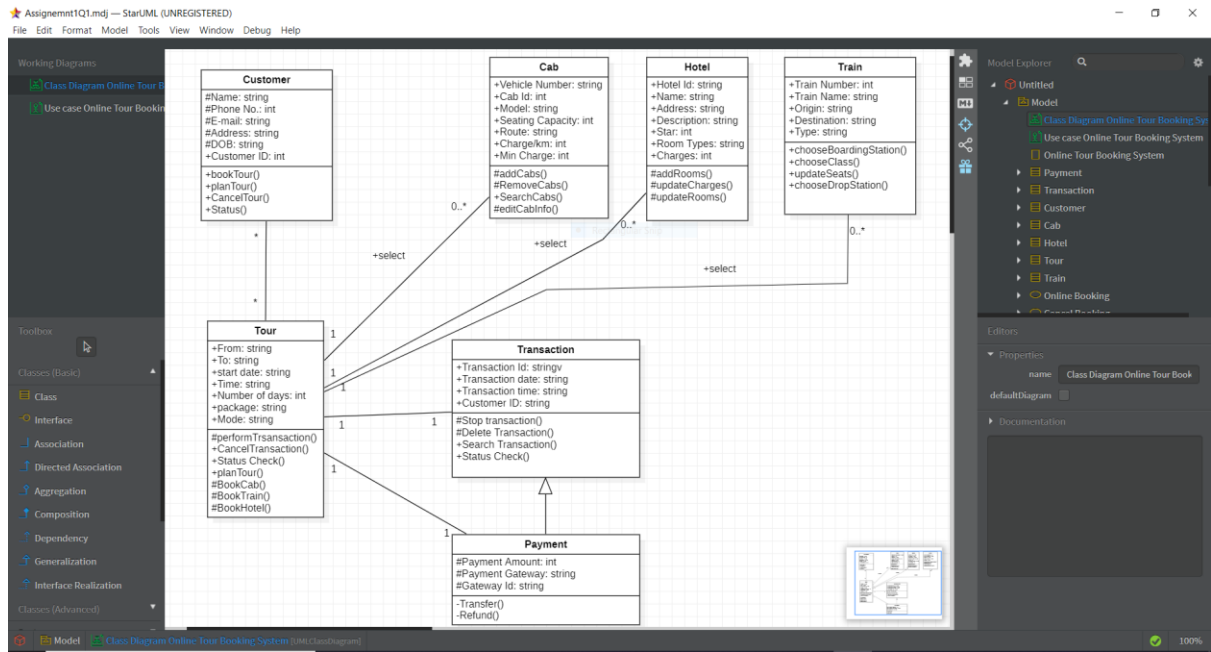 Assignemnt1Q1.mdj — StarUML (UNREGISTERED)
File Edit Format Model Tools View Window Debug Help
Working Diagrams
Class Diagram Online Tour B
Use case Online Tour Bookin
Toolbox
Classes (Basic)
Class
Interface
Association
Directed Association
Aggregation
Composition
Dependency
Generalization
Interface Realization
Classes (Advanced)
Customer
#Name: string
#Phone No.: int
#E-mail: string
#Address: string
#DOB: string
+Customer ID: int
+bookTour()
+planTour()
+CancelTour()
+Status()
Cab
+Vehicle Number: string
+Cab Id: int
+Model: string
+Seating Capacity: int
+Route: string
+Charge/km: int
+Min Charge: int
#addCabs()
#RemoveCabs()
+SearchCabs()
#editCabInfo()
Hotel
+Hotel Id: string
+Name: string
+Address: string
+Description: string
+Star: int
+Room Types: string
+Charges: int
#addRooms()
#updateCharges()
#updateRooms()
Train
+Train Number: int
+Train Name: string
+Origin: string
+Destination: string
+Type: string
+chooseBoardingStation()
+chooseClass()
+updateSeats()
+chooseDropStation()
0..*
0..*
0..*
*
+select
+select
+select
*
Tour
+From: string
+To: string
+start date: string
+Time: string
+Number of days: int
+package: string
+Mode: string
#performTrsansaction()
+CancelTransaction()
+Status Check()
+planTour()
#BookCab()
#BookTrain()
#BookHotel()
1
1
1
1
1
1
1
Transaction
+Transaction Id: stringv
+Transaction date: string
+Transaction time: string
+Customer ID: string
#Stop transaction()
#Delete Transaction()
+Search Transaction()
+Status Check()
Payment
#Payment Amount: int
#Payment Gateway: string
#Gateway Id: string
-Transfer()
-Refund()
Model Explorer
Untitled
Model
Class Diagram Online Tour Booking Sys
Use case Online Tour Booking System
Online Tour Booking System
Payment
Transaction
Customer
Cab
Hotel
Tour
Train
Online Booking
Cancel Booking
Editors
Properties
name Class Diagram Online Tour Book
defaultDiagram
Documentation
Model Class Diagram Online Tour Booking System [UMLClassDiagram]
100%